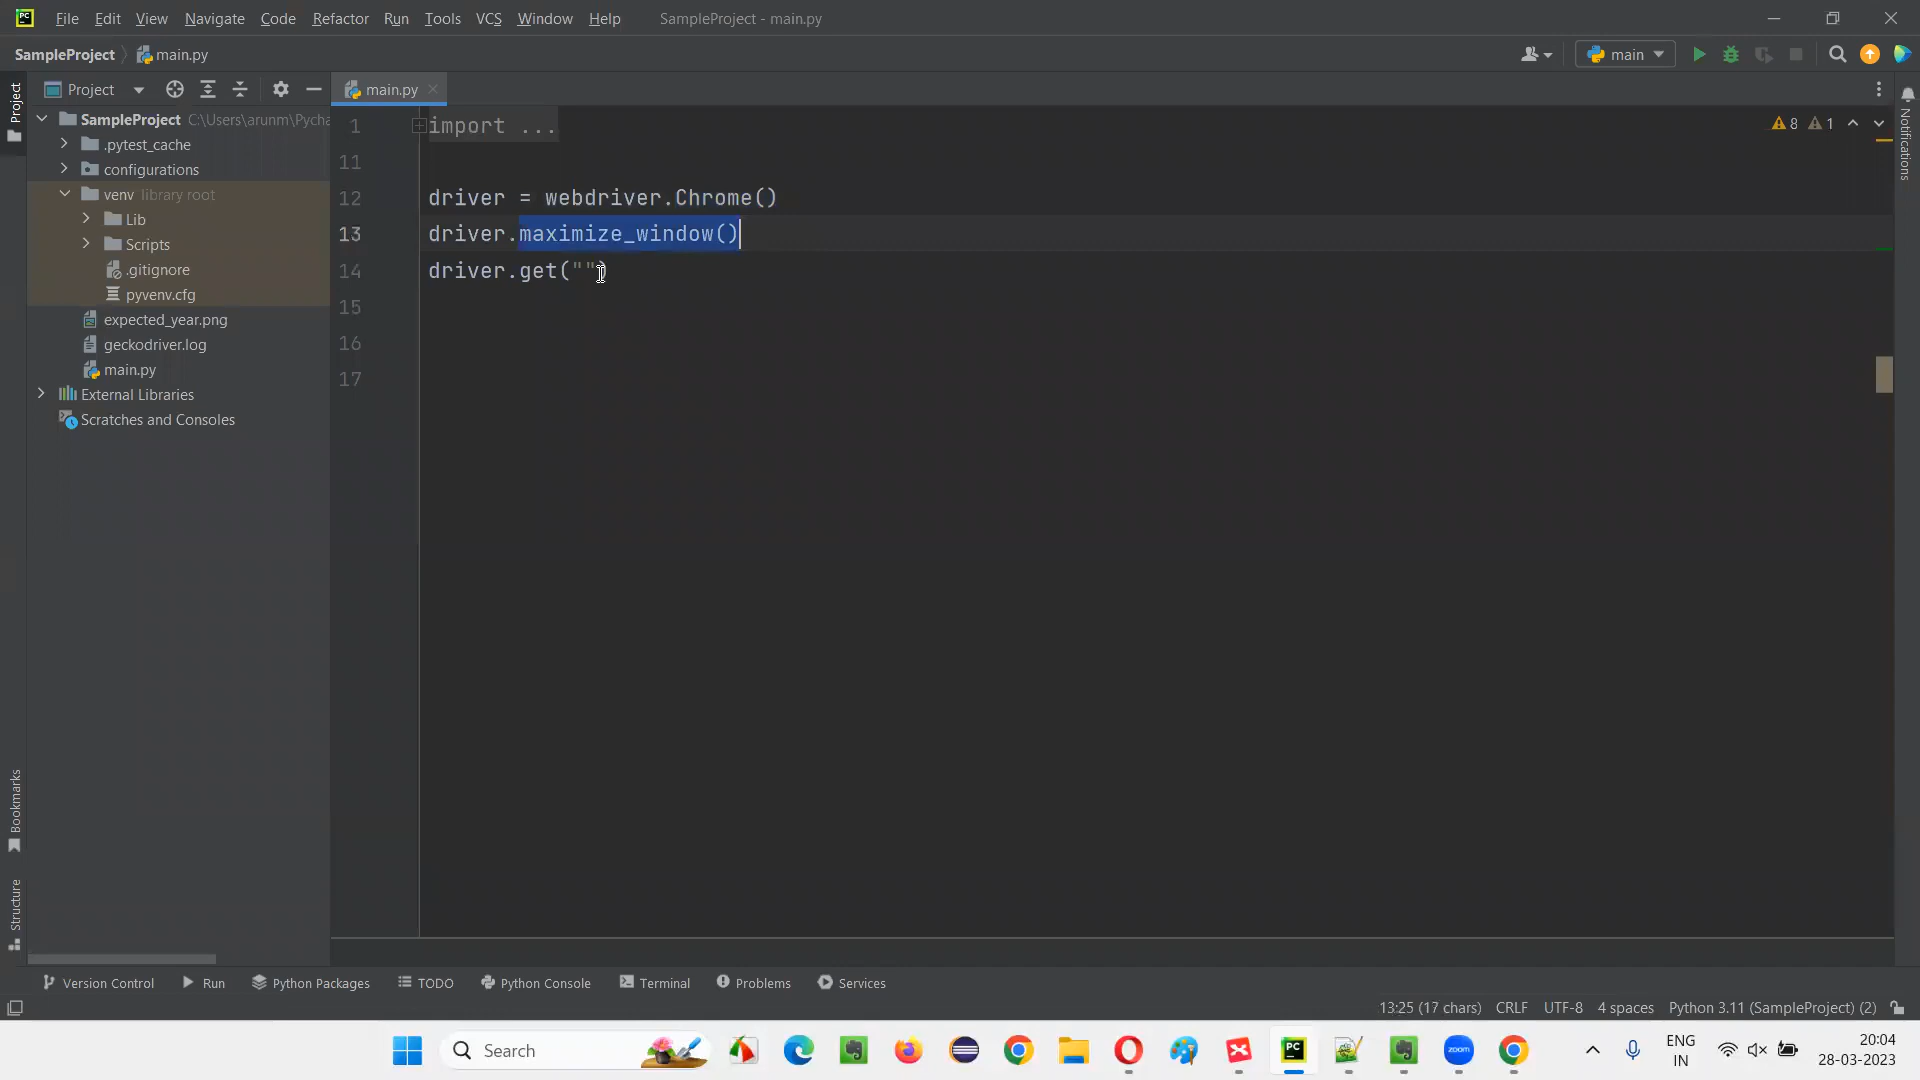 File Edit View Navigate Code Refactor Run Tools VCS Window Help SampleProject - main.py
SampleProject main.py main
Project main.py
1 import ... 8 1
SampleProject C:\Users\arunm\Pycha
.pytest_cache 11
configurations
venv library root 12 driver = webdriver.Chrome()
Lib 13 driver.maximize_window()
Scripts
.gitignore 14 driver.get("")
pyvenv.cfg 15
expected_year.png
geckodriver.log 16
main.py 17
External Libraries
Scratches and Consoles
Project
Notifications
Bookmarks
Structure
Version Control Run Python Packages TODO Python Console Terminal Problems Services
13:25 (17 chars) CRLF UTF-8 4 spaces Python 3.11 (SampleProject) (2)
Search zoom PC ENG 20:04
IN 28-03-2023